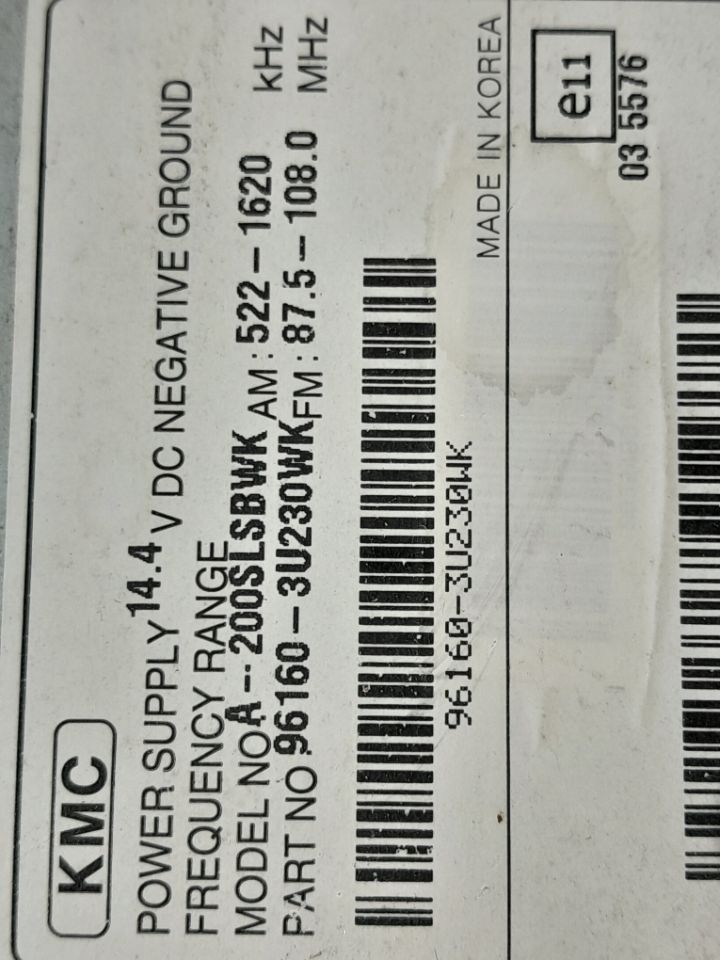 KMC
POWER SUPPLY 14.4 V DC NEGATIVE GROUND
FREQUENCY RANGE
MODEL NO A-200SLSBWK AM : 522-1620 kHz
PART NO 96160-3U230WK FM : 87.5-108.0 MHz
96160-3U230WK
MADE IN KOREA
e11
03 5576